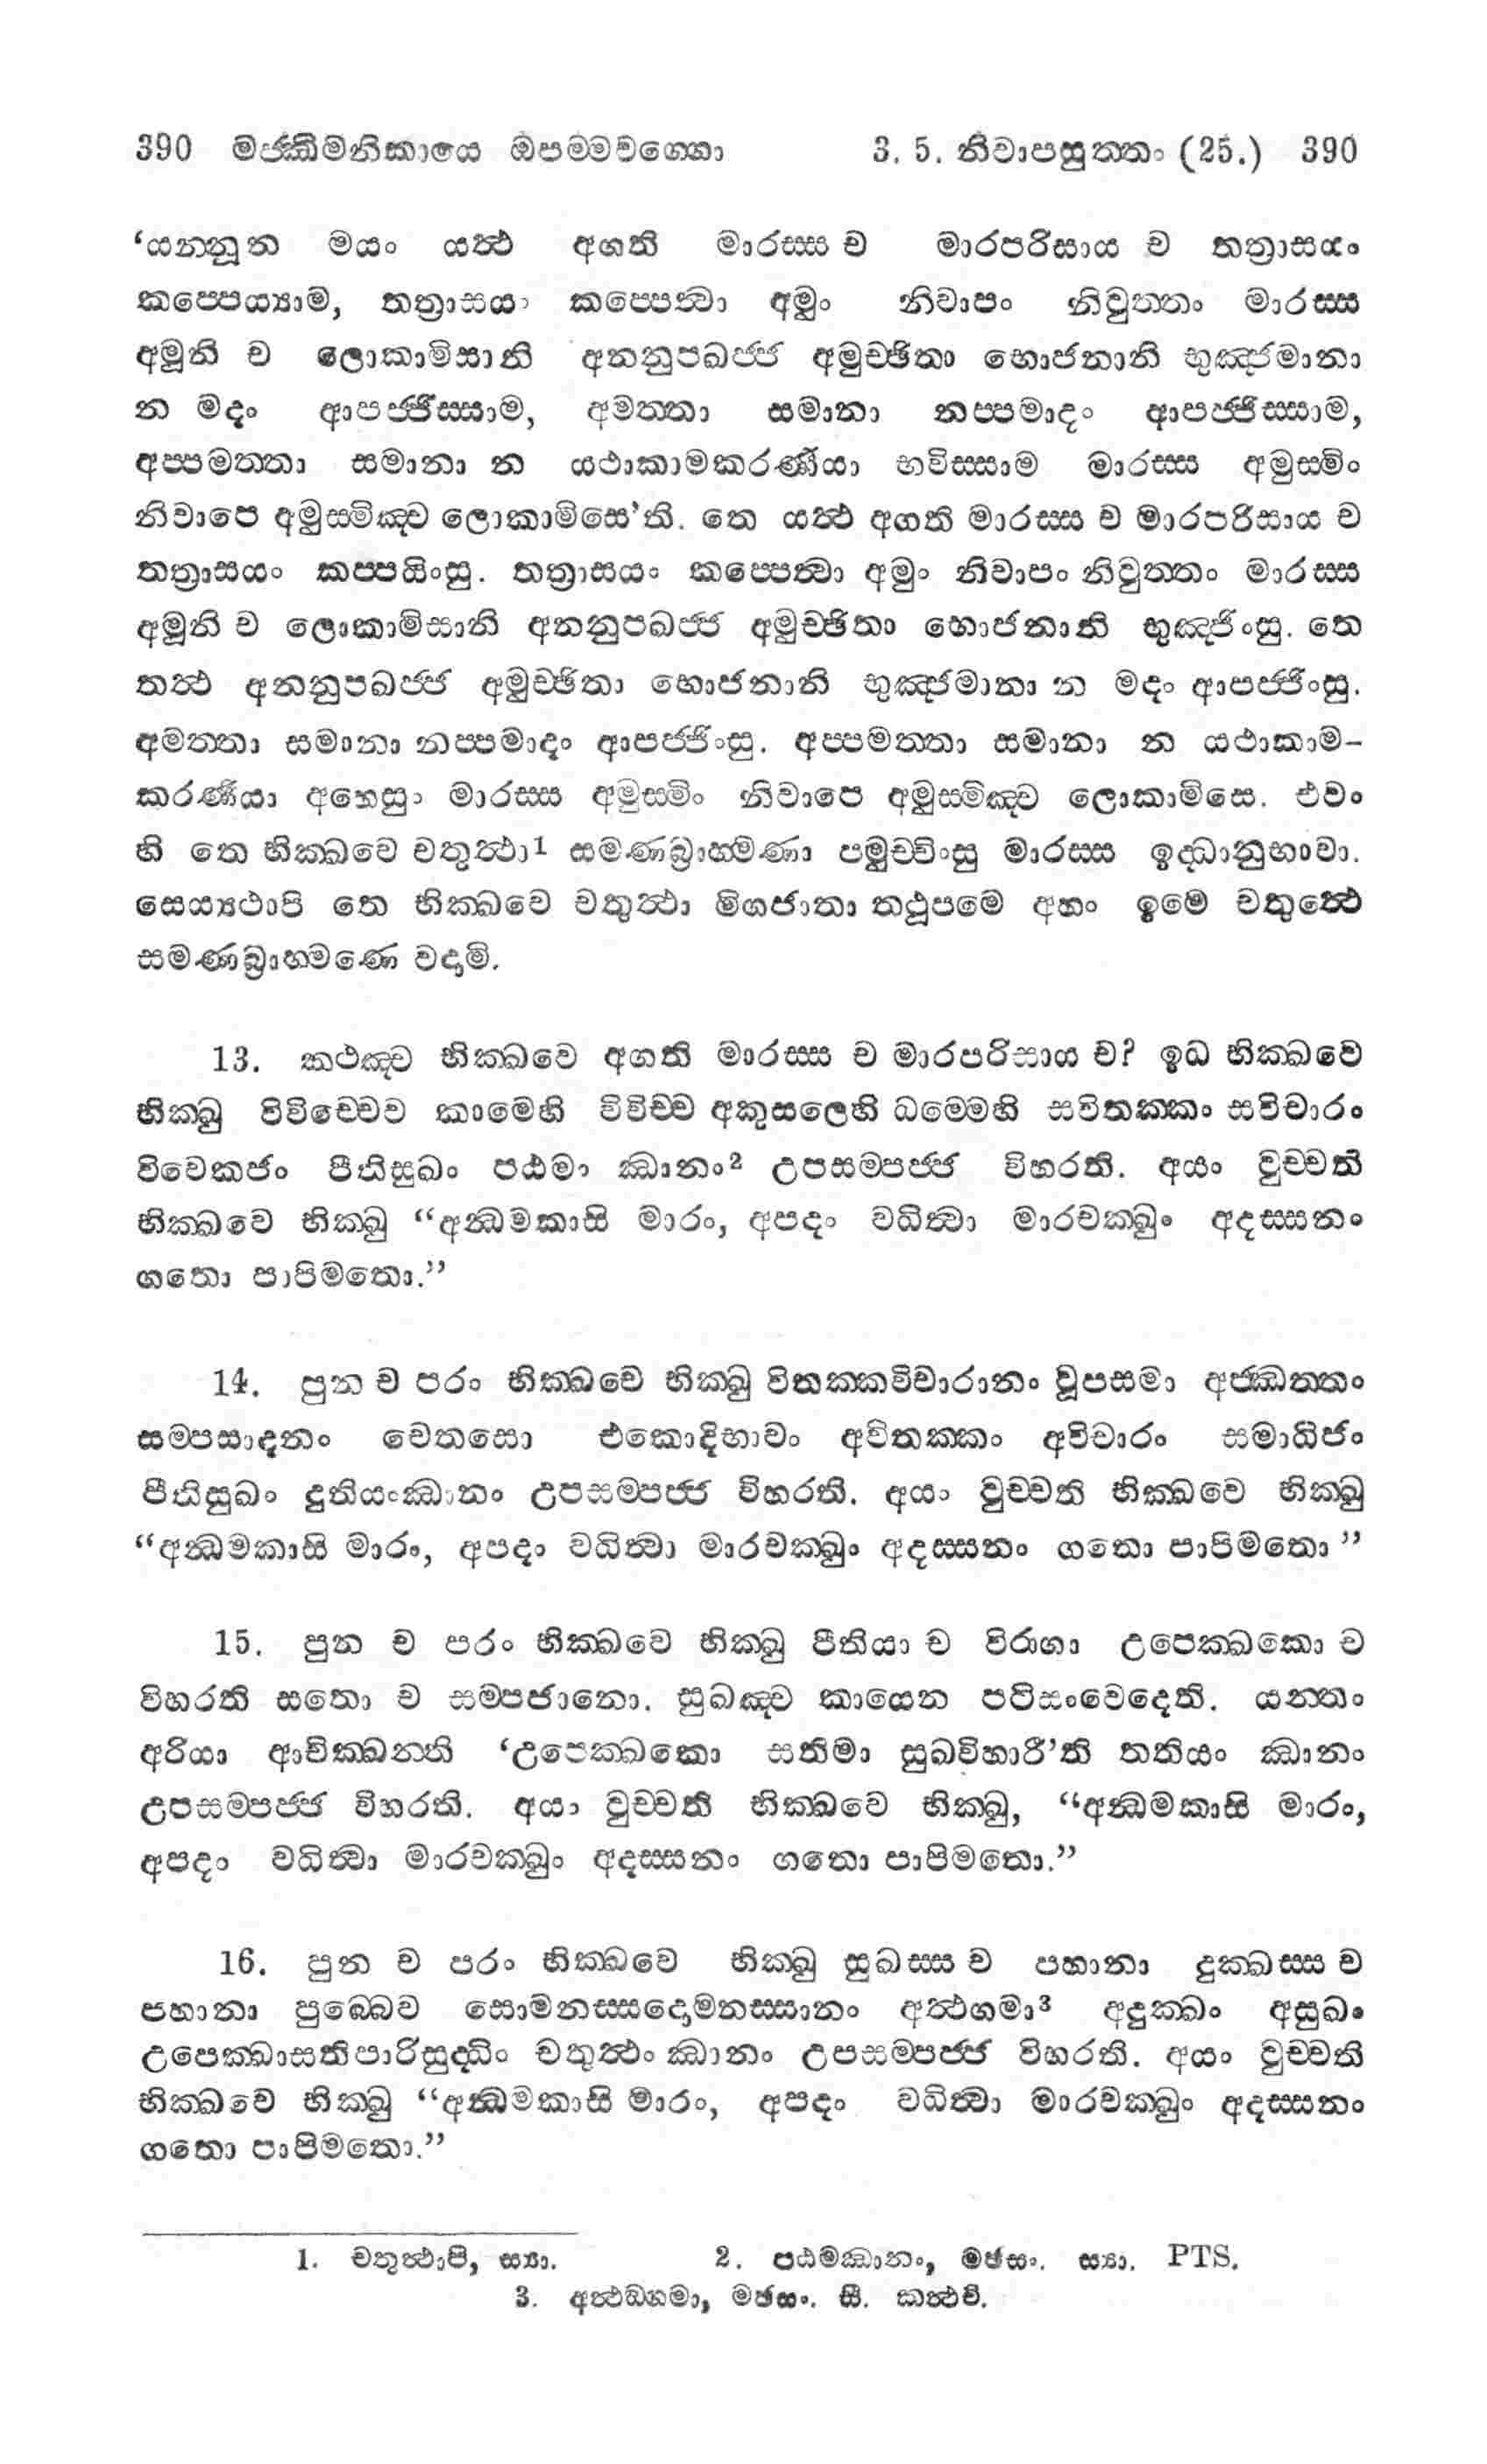 390 මජ්ඣිමනිකායෙ ඔපම්මවග්ගො 3. 5. නිවාපසුත්තං (25.) 390
‘යන්නූන මයං යත්ථ අගති මාරස්ස ච මාරපරිසාය ච තත්‍රාසයං
කප්පෙය්‍යාම, තත්‍රාසයං කප්පෙත්වා අමුං නිවාපං නිවුත්තං මාරස්ස
අමූනි ච ලොකාමිසානි අනනුපඛජ්ජ අමුච්ඡිතා භොජනානි භුඤ්ජමානා
න මදං ආපජ්ජිස්සාම, අමත්තා සමානා නප්පමාදං ආපජ්ජිස්සාම,
අප්පමත්තා සමානා න යථාකාමකරණීයා භවිස්සාම මාරස්ස අමුස්මිං
නිවාපෙ අමුස්මිඤ්ච ලොකාමිසෙ’ති. තෙ යත්ථ අගති මාරස්ස ච මාරපරිසාය ච
තත්‍රාසයං කප්පයිංසු. තත්‍රාසයං කප්පෙත්වා අමුං නිවාපං නිවුත්තං මාරස්ස
අමූනි ච ලොකාමිසානි අනනුපඛජ්ජ අමුච්ඡිතා භොජනානි භුඤ්ජිංසු. තෙ
තත්ථ අනනුපඛජ්ජ අමුච්ඡිතා භොජනානි භුඤ්ජමානා න මදං ආපජ්ජිංසු.
අමත්තා සමානා නප්පමාදං ආපජ්ජිංසු. අප්පමත්තා සමානා න යථාකාම-
කරණීයා අහෙසුං මාරස්ස අමුස්මිං නිවාපෙ අමුස්මිඤ්ච ලොකාමිසෙ. එවං
හි තෙ භික්ඛවෙ චතුත්ථා1 සමණබ්‍රාහ්මණා පමුච්චිංසු මාරස්ස ඉද්ධානුභාවා.
සෙය්‍යථාපි තෙ භික්ඛවෙ චතුත්ථා මිගජාතා තථූපමෙ අහං ඉමෙ චතුත්ථෙ
සමණබ්‍රාහ්මණෙ වදාමි.
13. කථඤ්ච භික්ඛවෙ අගති මාරස්ස ච මාරපරිසාය ච? ඉධ භික්ඛවෙ
භික්ඛු විවිච්චෙව කාමෙහි විවිච්ච අකුසලෙහි ධම්මෙහි සවිතක්කං සවිචාරං
විවෙකජං පීතිසුඛං පඨමං ඣානං2 උපසම්පජ්ජ විහරති. අයං වුච්චති
භික්ඛවෙ භික්ඛු “අන්ධමකාසි මාරං, අපදං වධිත්වා මාරචක්ඛුං අදස්සනං
ගතො පාපිමතො.”
14. පුන ච පරං භික්ඛවෙ භික්ඛු විතක්කවිචාරානං වූපසමා අජ්ඣත්තං
සම්පසාදනං චෙතසො එකොදිභාවං අවිතක්කං අවිචාරං සමාධිජං
පීතිසුඛං දුතියංඣානං උපසම්පජ්ජ විහරති. අයං වුච්චති භික්ඛවෙ භික්ඛු
“අන්ධමකාසි මාරං, අපදං වධිත්වා මාරචක්ඛුං අදස්සනං ගතො පාපිමතො”
15. පුන ච පරං භික්ඛවෙ භික්ඛු පීතියා ච විරාගා උපෙක්ඛකො ච
විහරති සතො ච සම්පජානො. සුඛඤ්ච කායෙන පටිසංවෙදෙති. යන්තං
අරියා ආචික්ඛන්ති ‘උපෙක්ඛකො සතිමා සුඛවිහාරී’ති තතියං ඣානං
උපසම්පජ්ජ විහරති. අයං වුච්චති භික්ඛවෙ භික්ඛු, “අන්ධමකාසි මාරං,
අපදං වධිත්වා මාරචක්ඛුං අදස්සනං ගතො පාපිමතො.”
16. පුන ච පරං භික්ඛවෙ භික්ඛු සුඛස්ස ච පහානා දුක්ඛස්ස ච
පහානා පුබ්බෙව සොමනස්සදොමනස්සානං අත්ථගමා3 අදුක්ඛං අසුඛං
උපෙක්ඛාසතිපාරිසුද්ධිං චතුත්ථං ඣානං උපසම්පජ්ජ විහරති. අයං වුච්චති
භික්ඛවෙ භික්ඛු “අන්ධමකාසි මාරං, අපදං වධිත්වා මාරචක්ඛුං අදස්සනං
ගතො පාපිමතො.”
1. චතුත්ථාපි, ස්‍යා. 2. පඨමඣානං, මඡසං. ස්‍යා. PTS.
3. අත්ථඞගමා, මඡසං. සී. කත්ථචි.